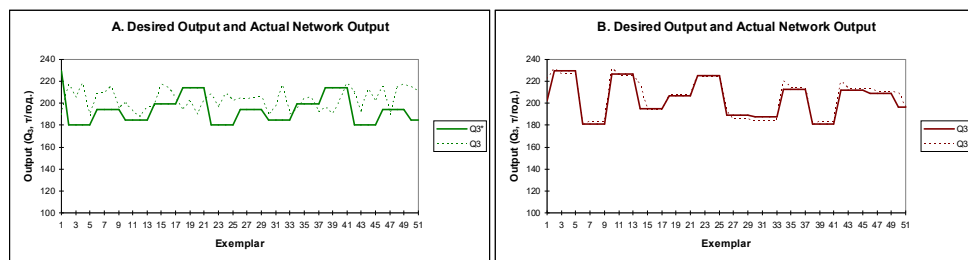 A. Desired Output and Actual Network Output
Output (Q3, т/год.)
240
220
200
180
160
140
120
100
1 3 5 7 9 11 13 15 17 19 21 23 25 27 29 31 33 35 37 39 41 43 45 47 49 51
Exemplar
Q3*
Q3
B. Desired Output and Actual Network Output
Output (Q3, т/год.)
240
220
200
180
160
140
120
100
1 3 5 7 9 11 13 15 17 19 21 23 25 27 29 31 33 35 37 39 41 43 45 47 49 51
Exemplar
Q3
Q3